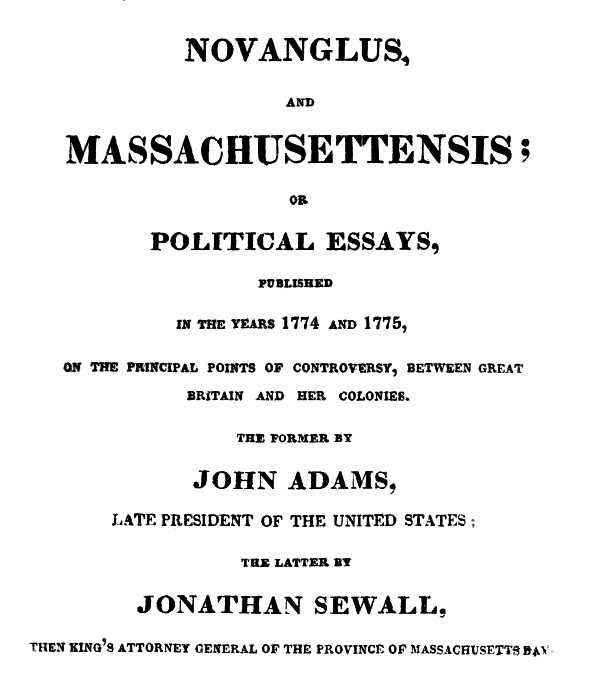 NOVANGLUS,
AND
MASSACHUSETTENSIS;
OR
POLITICAL ESSAYS,
PUBLISHED
IN THE YEARS 1774 AND 1775,
ON THE PRINCIPAL POINTS OF CONTROVERSY, BETWEEN GREAT
BRITAIN AND HER COLONIES.
THE FORMER BY
JOHN ADAMS,
LATE PRESIDENT OF THE UNITED STATES;
THE LATTER BY
JONATHAN SEWALL,
THEN KING'S ATTORNEY GENERAL OF THE PROVINCE OF MASSACHUSETTS BAY